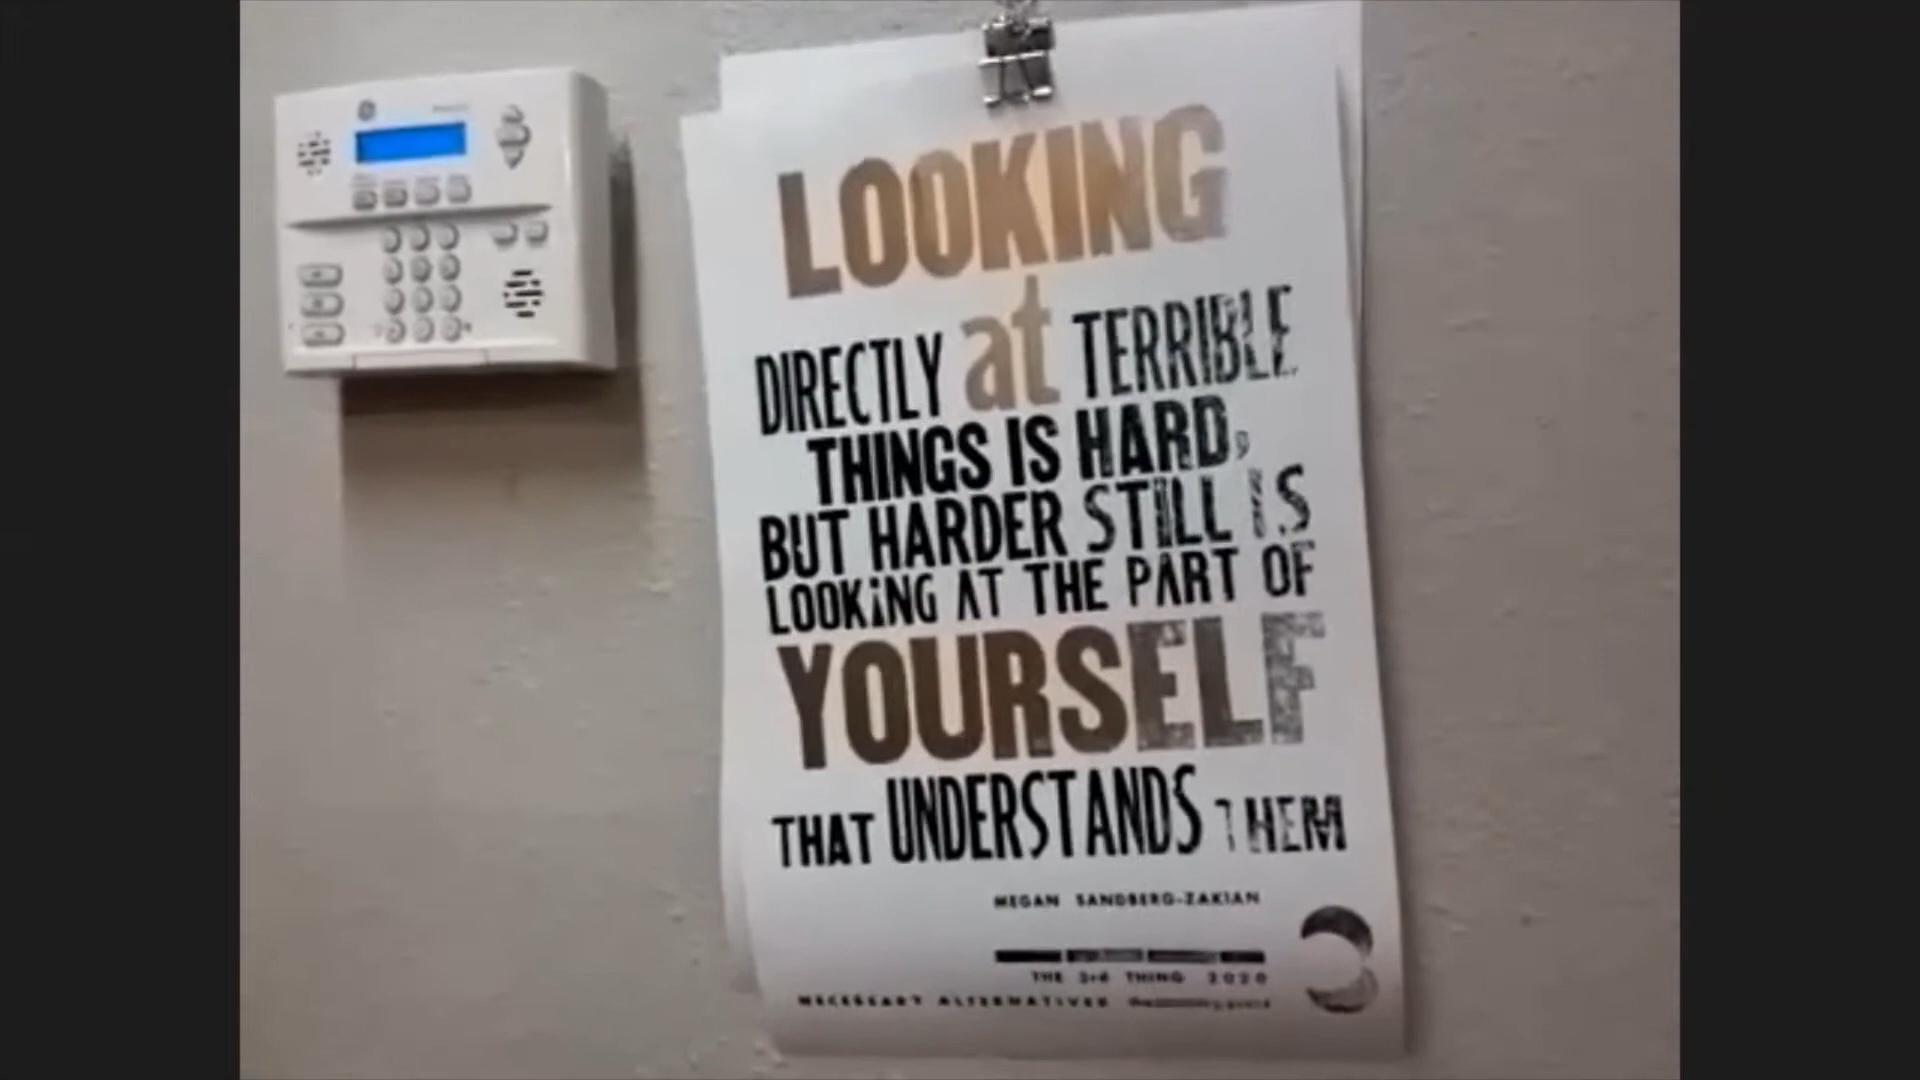 LOOKING
DIRECTLY at TERRIBLE
THINGS IS HARD,
BUT HARDER STILL IS
LOOKING AT THE PART OF
YOURSELF
THAT UNDERSTANDS THEM
MEGAN SANDBERG-ZAKIAN
THE 3rd THING 2020
NECESSARY ALTERNATIVES